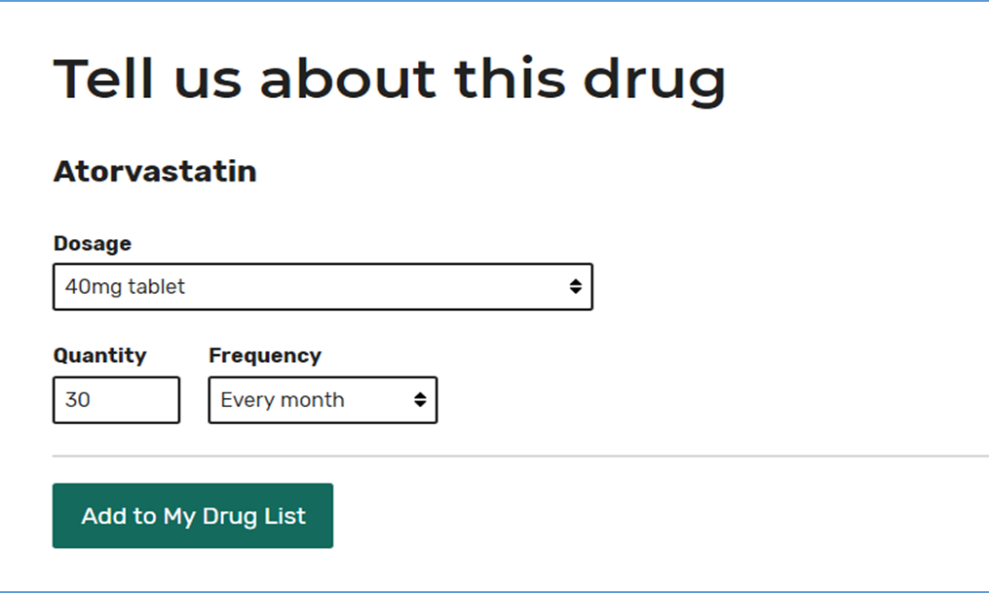 Tell us about this drug
Atorvastatin
Dosage
40mg tablet
Quantity Frequency
30 Every month
Add to My Drug List